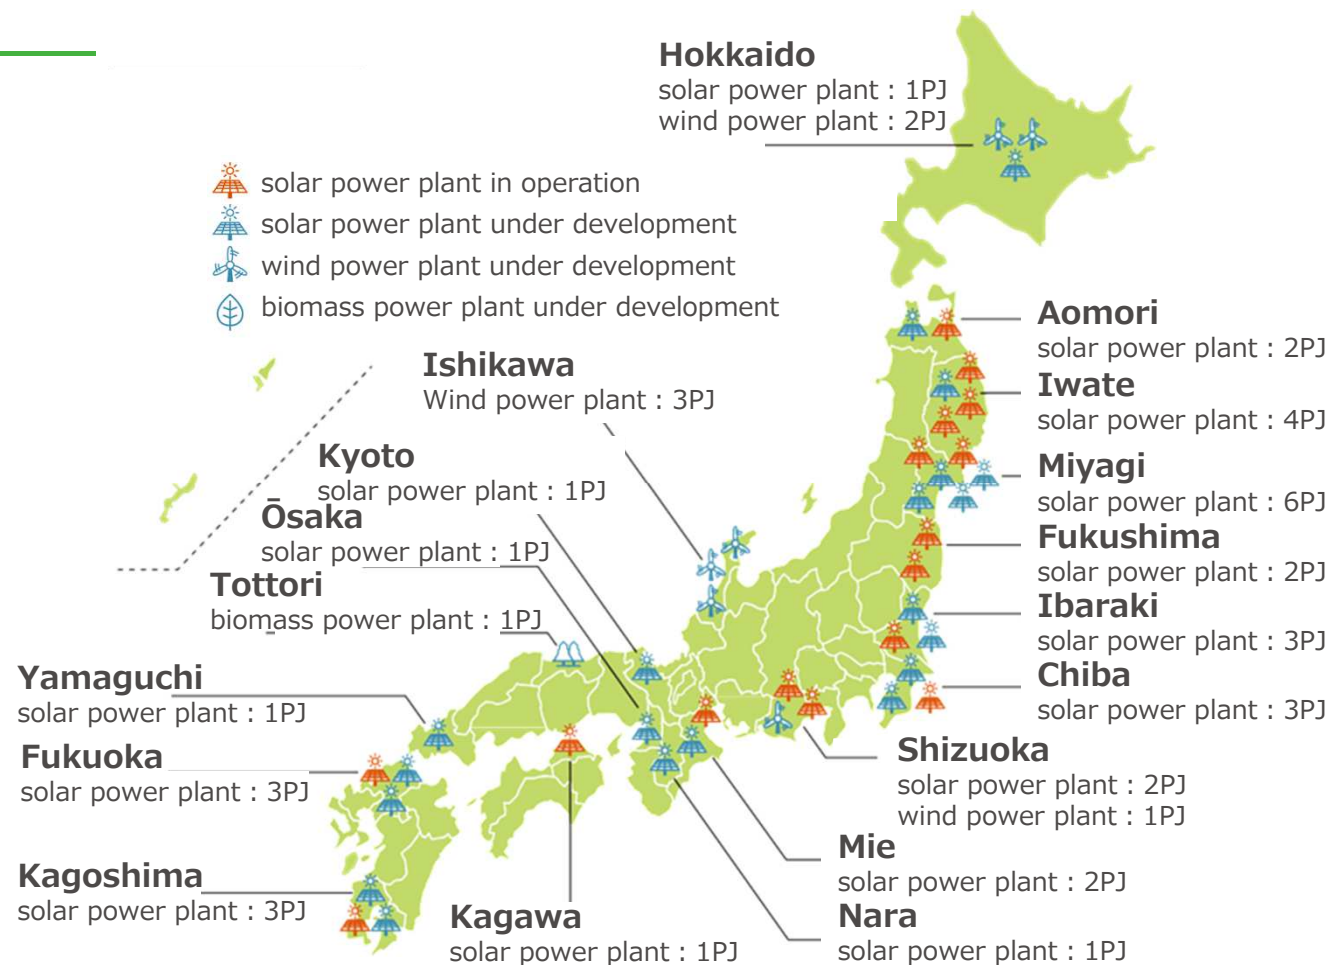 Hokkaido
solar power plant : 1PJ
wind power plant : 2PJ
solar power plant in operation
solar power plant under development
wind power plant under development
biomass power plant under development
Ishikawa
Wind power plant : 3PJ
Kyoto
solar power plant : 1PJ
Ōsaka
solar power plant : 1PJ
Tottori
biomass power plant : 1PJ
Yamaguchi
solar power plant : 1PJ
Fukuoka
solar power plant : 3PJ
Kagoshima
solar power plant : 3PJ
Kagawa
solar power plant : 1PJ
Aomori
solar power plant : 2PJ
Iwate
solar power plant : 4PJ
Miyagi
solar power plant : 6PJ
Fukushima
solar power plant : 2PJ
Ibaraki
solar power plant : 3PJ
Chiba
solar power plant : 3PJ
Shizuoka
solar power plant : 2PJ
wind power plant : 1PJ
Mie
solar power plant : 2PJ
Nara
solar power plant : 1PJ